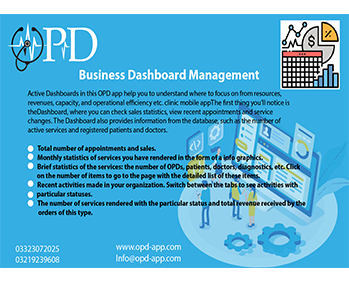 OPD
Business Dashboard Management
Active Dashboards in this OPD app help you to understand where to focus on from resources,
revenues, capacity, and operational efficiency etc. clinic mobile appThe first thing you'll notice is
theDashboard, where you can check sales statistics, view recent appointments and service
changes. The Dashboard also provides information from the database, such as the number of
active services and registered patients and doctors.
Total number of appointments and sales.
Monthly statistics of services you have rendered in the form of a info graphics.
Brief statistics of the services: the number of OPDs, patients, doctors, diagnostics, etc. Click
on the number of items to go to the page with the detailed list of these items.
Recent activities made in your organization. Switch between the tabs to see activities with
particular statuses.
The number of services rendered with the particular status and total revenue received by the
orders of this type.
03323072025
03219239608
www.opd-app.com
Info@opd-app.com